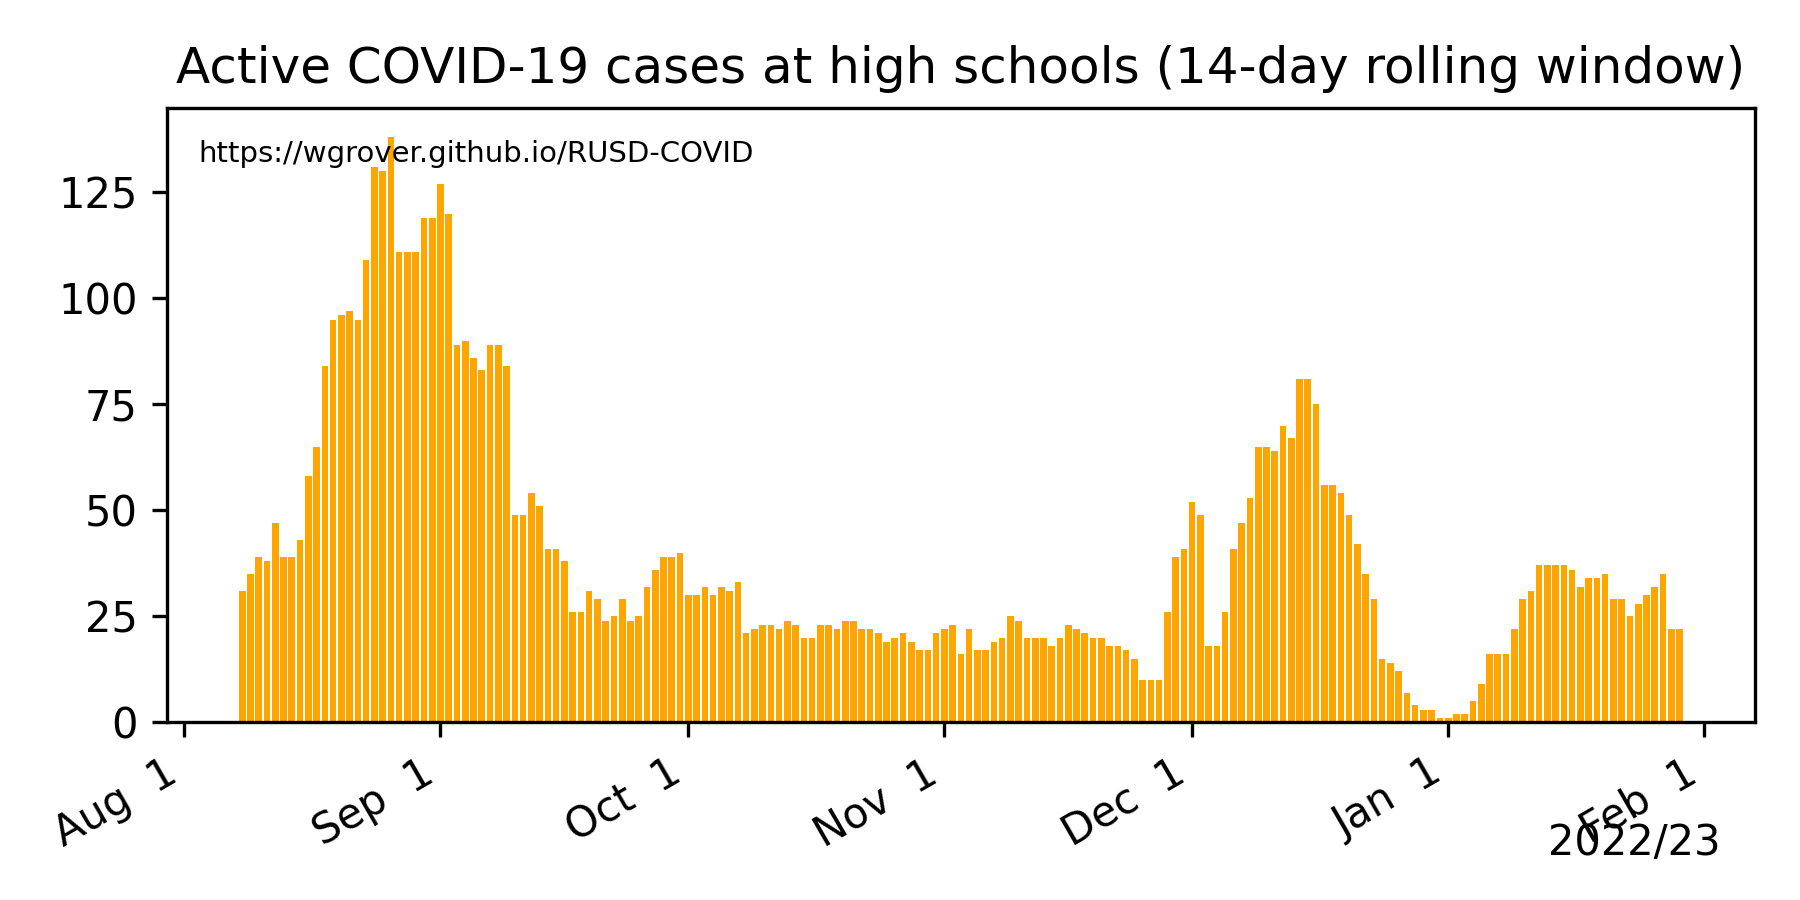 Active COVID-19 cases at high schools (14-day rolling window)
https://wgrover.github.io/RUSD-COVID
125
100
75
50
25
0
Aug 1
Sep 1
Oct 1
Nov 1
Dec 1
Jan 1
Feb 1
2022/23